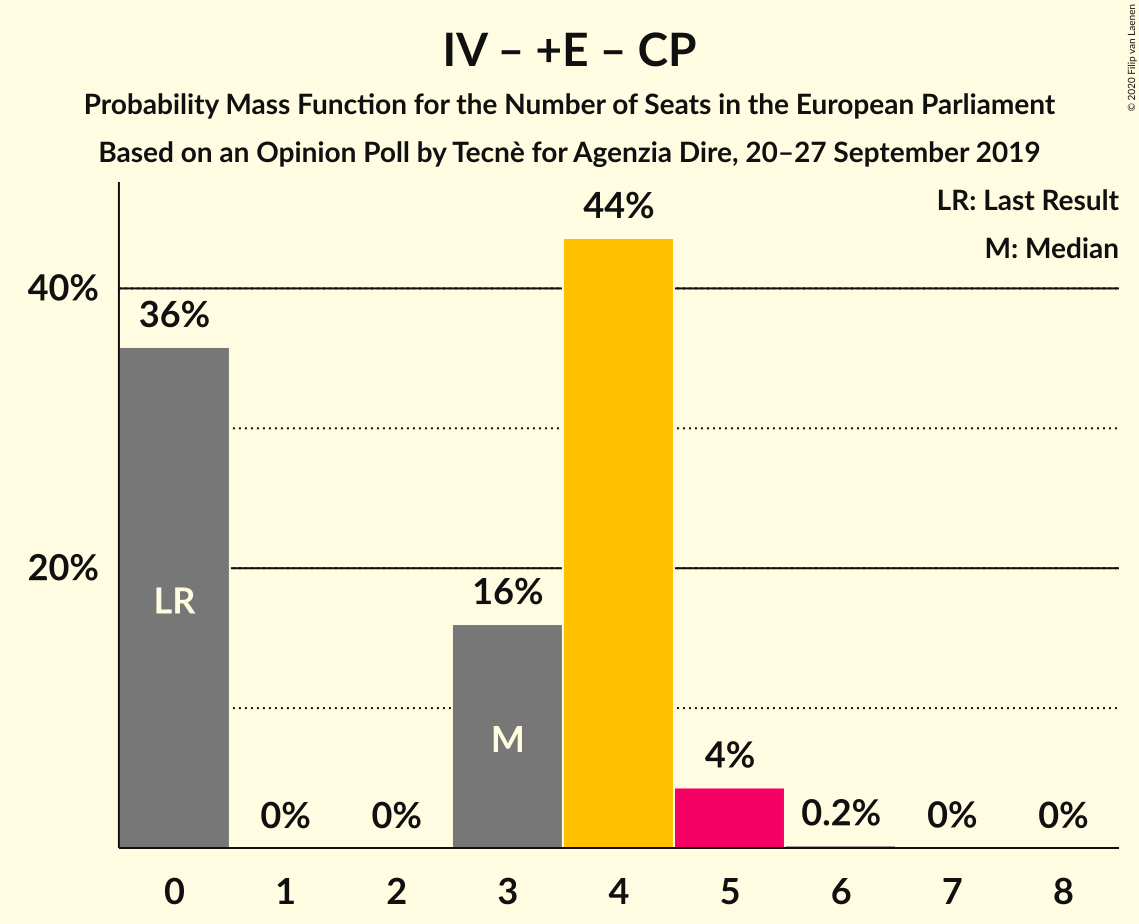 IV – +E – CP
Probability Mass Function for the Number of Seats in the European Parliament
Based on an Opinion Poll by Tecnè for Agenzia Dire, 20–27 September 2019
© 2020 Filip van Laenen
LR: Last Result
M: Median
44%
40%
36%
20%
16%
LR
M
4%
0%
0%
0.2%
0%
0%
0
1
2
3
4
5
6
7
8